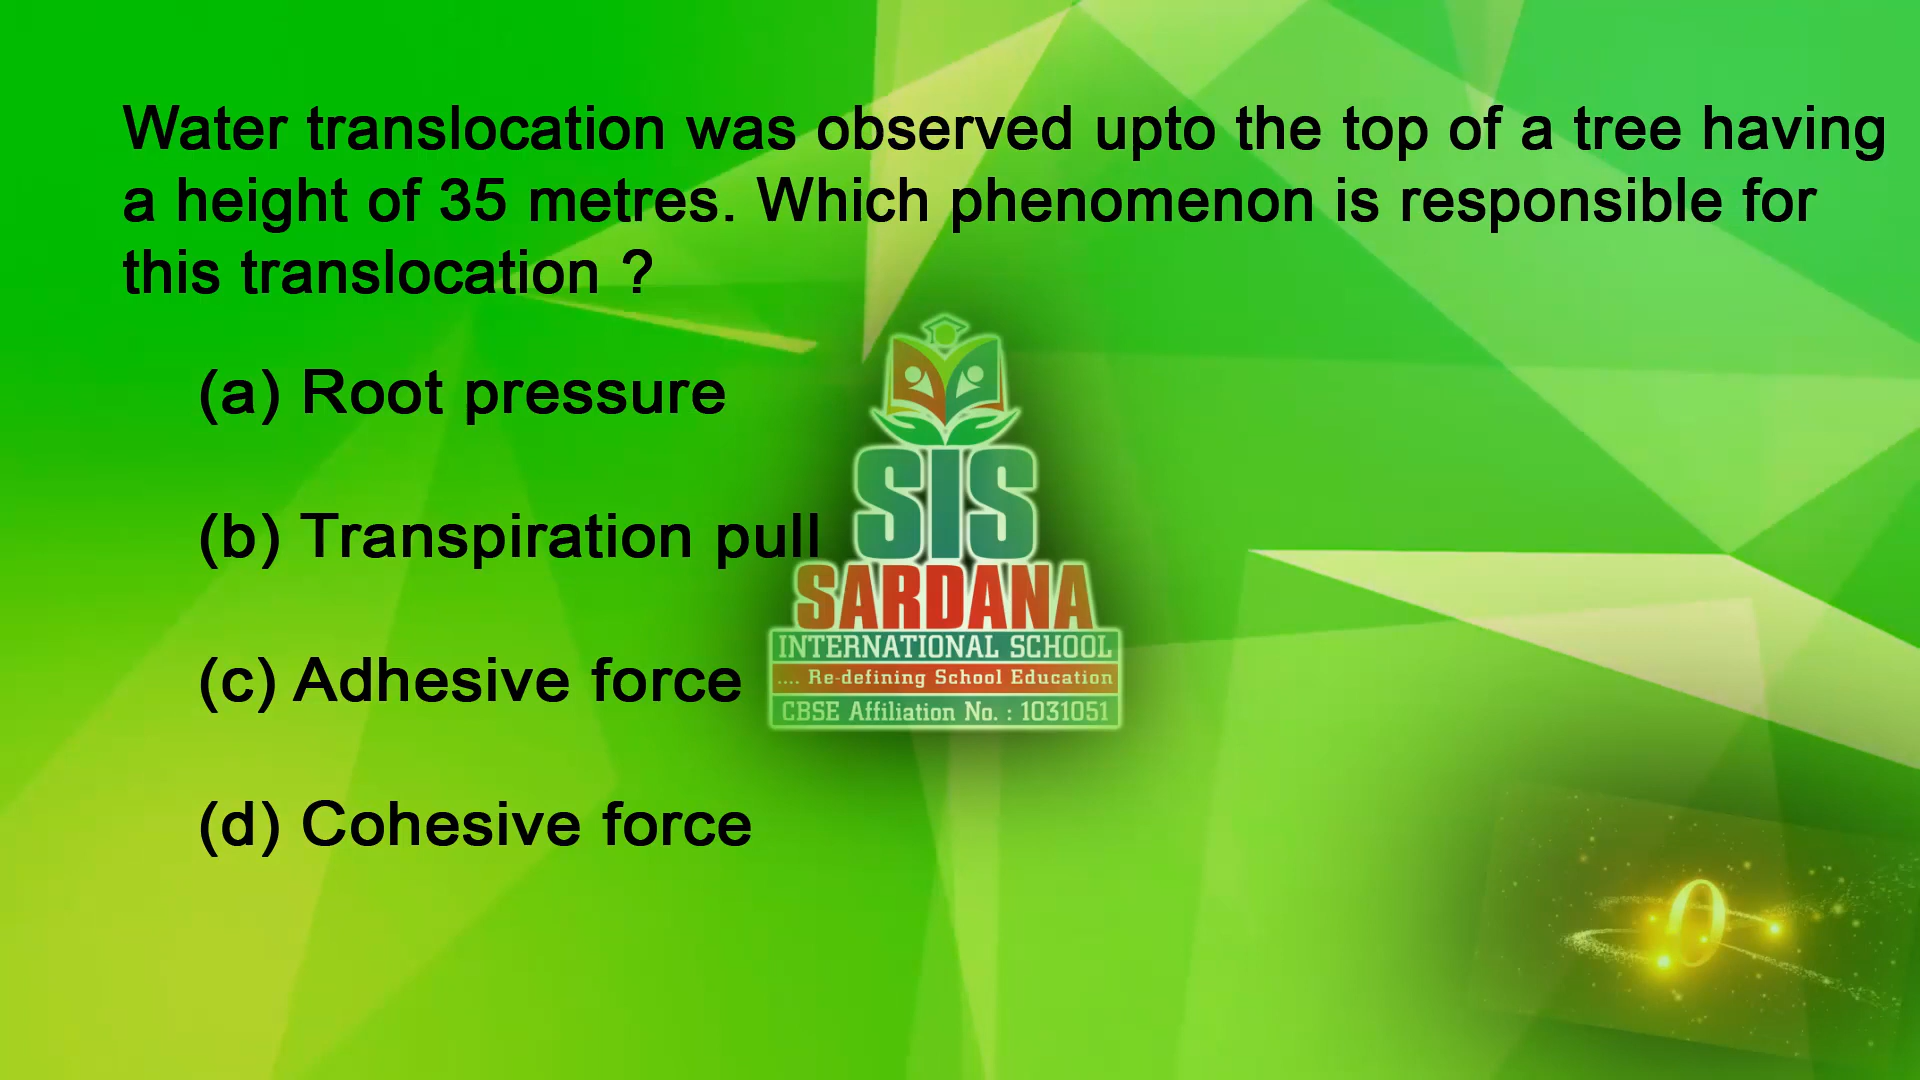 Water translocation was observed upto the top of a tree having
a height of 35 metres. Which phenomenon is responsible for
this translocation ?
(a) Root pressure
(b) Transpiration pull
(c) Adhesive force
(d) Cohesive force
SIS
SARDANA
INTERNATIONAL SCHOOL
.... Re-defining School Education
CBSE Affiliation No. : 1031051
0